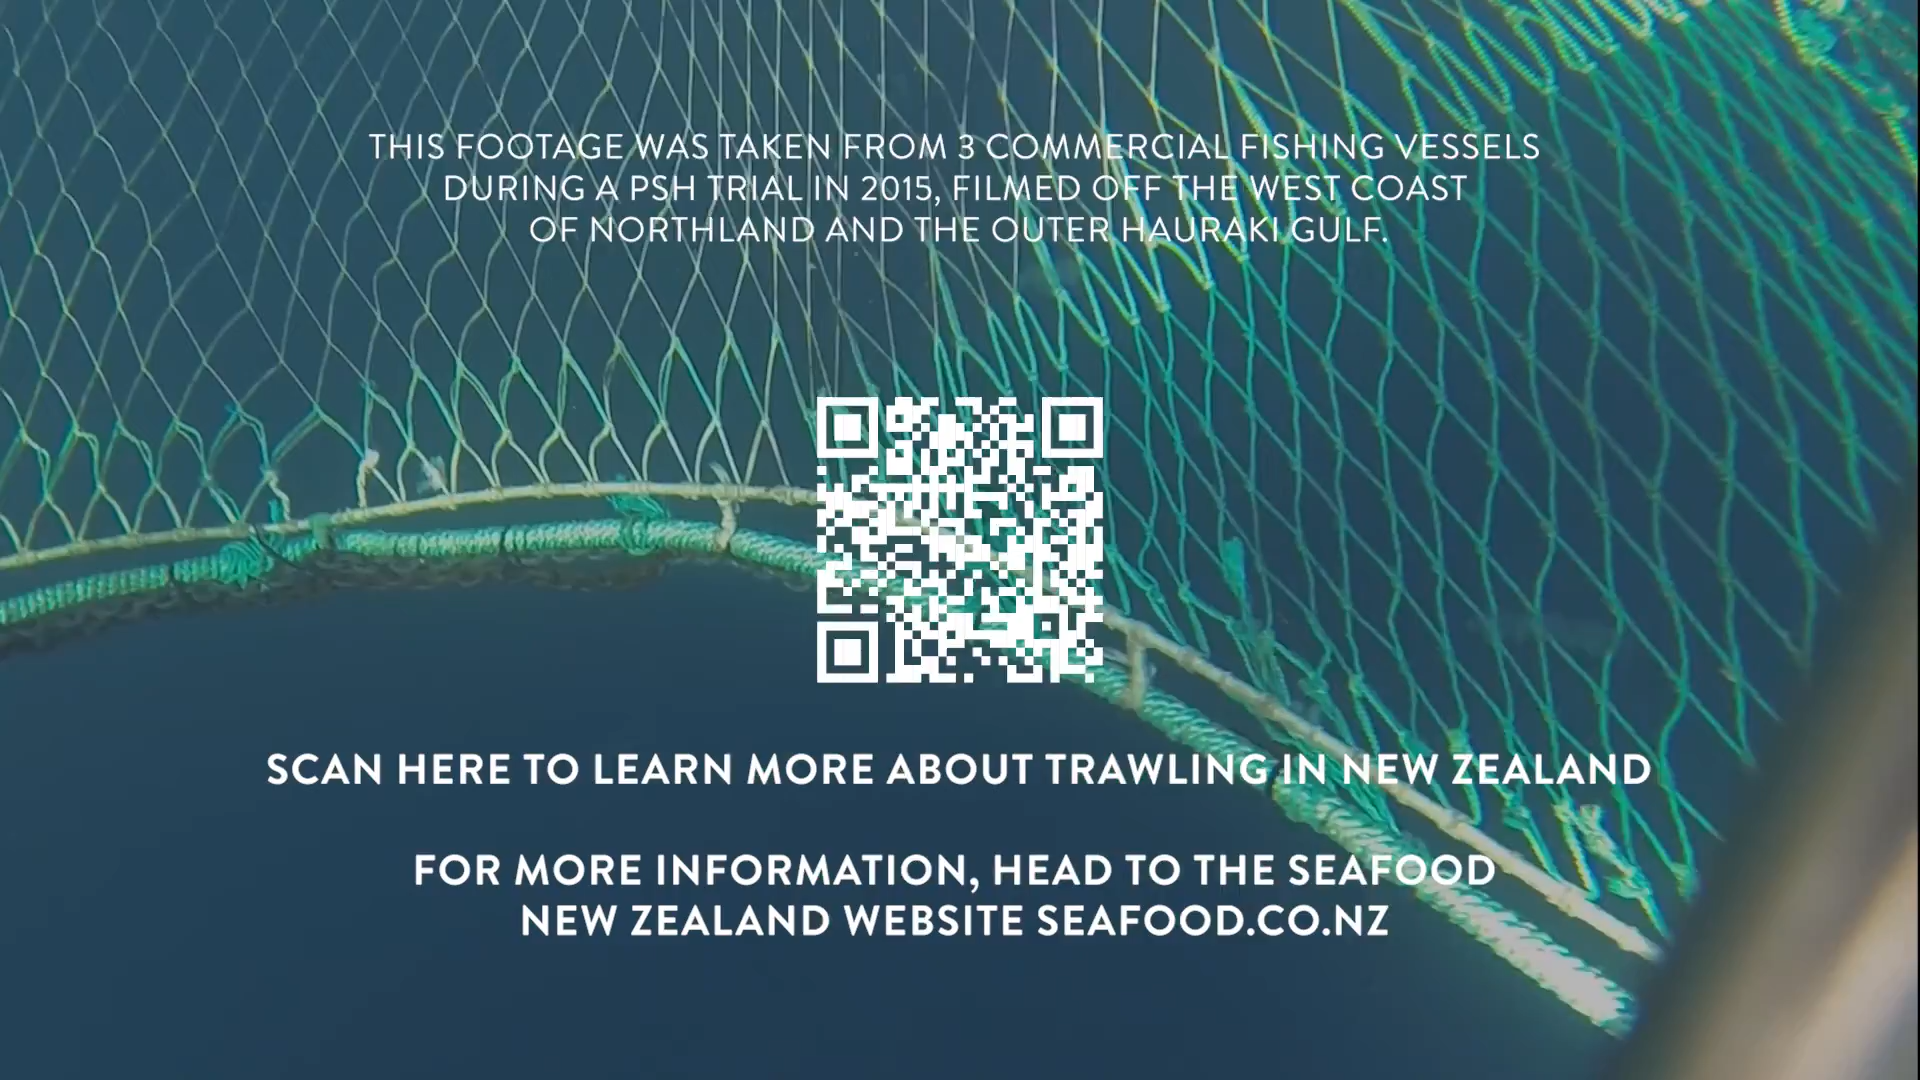 THIS FOOTAGE WAS TAKEN FROM 3 COMMERCIAL FISHING VESSELS
DURING A PSH TRIAL IN 2015, FILMED OFF THE WEST COAST
OF NORTHLAND AND THE OUTER HAURAKI GULF.
SCAN HERE TO LEARN MORE ABOUT TRAWLING IN NEW ZEALAND
FOR MORE INFORMATION, HEAD TO THE SEAFOOD
NEW ZEALAND WEBSITE SEAFOOD.CO.NZ